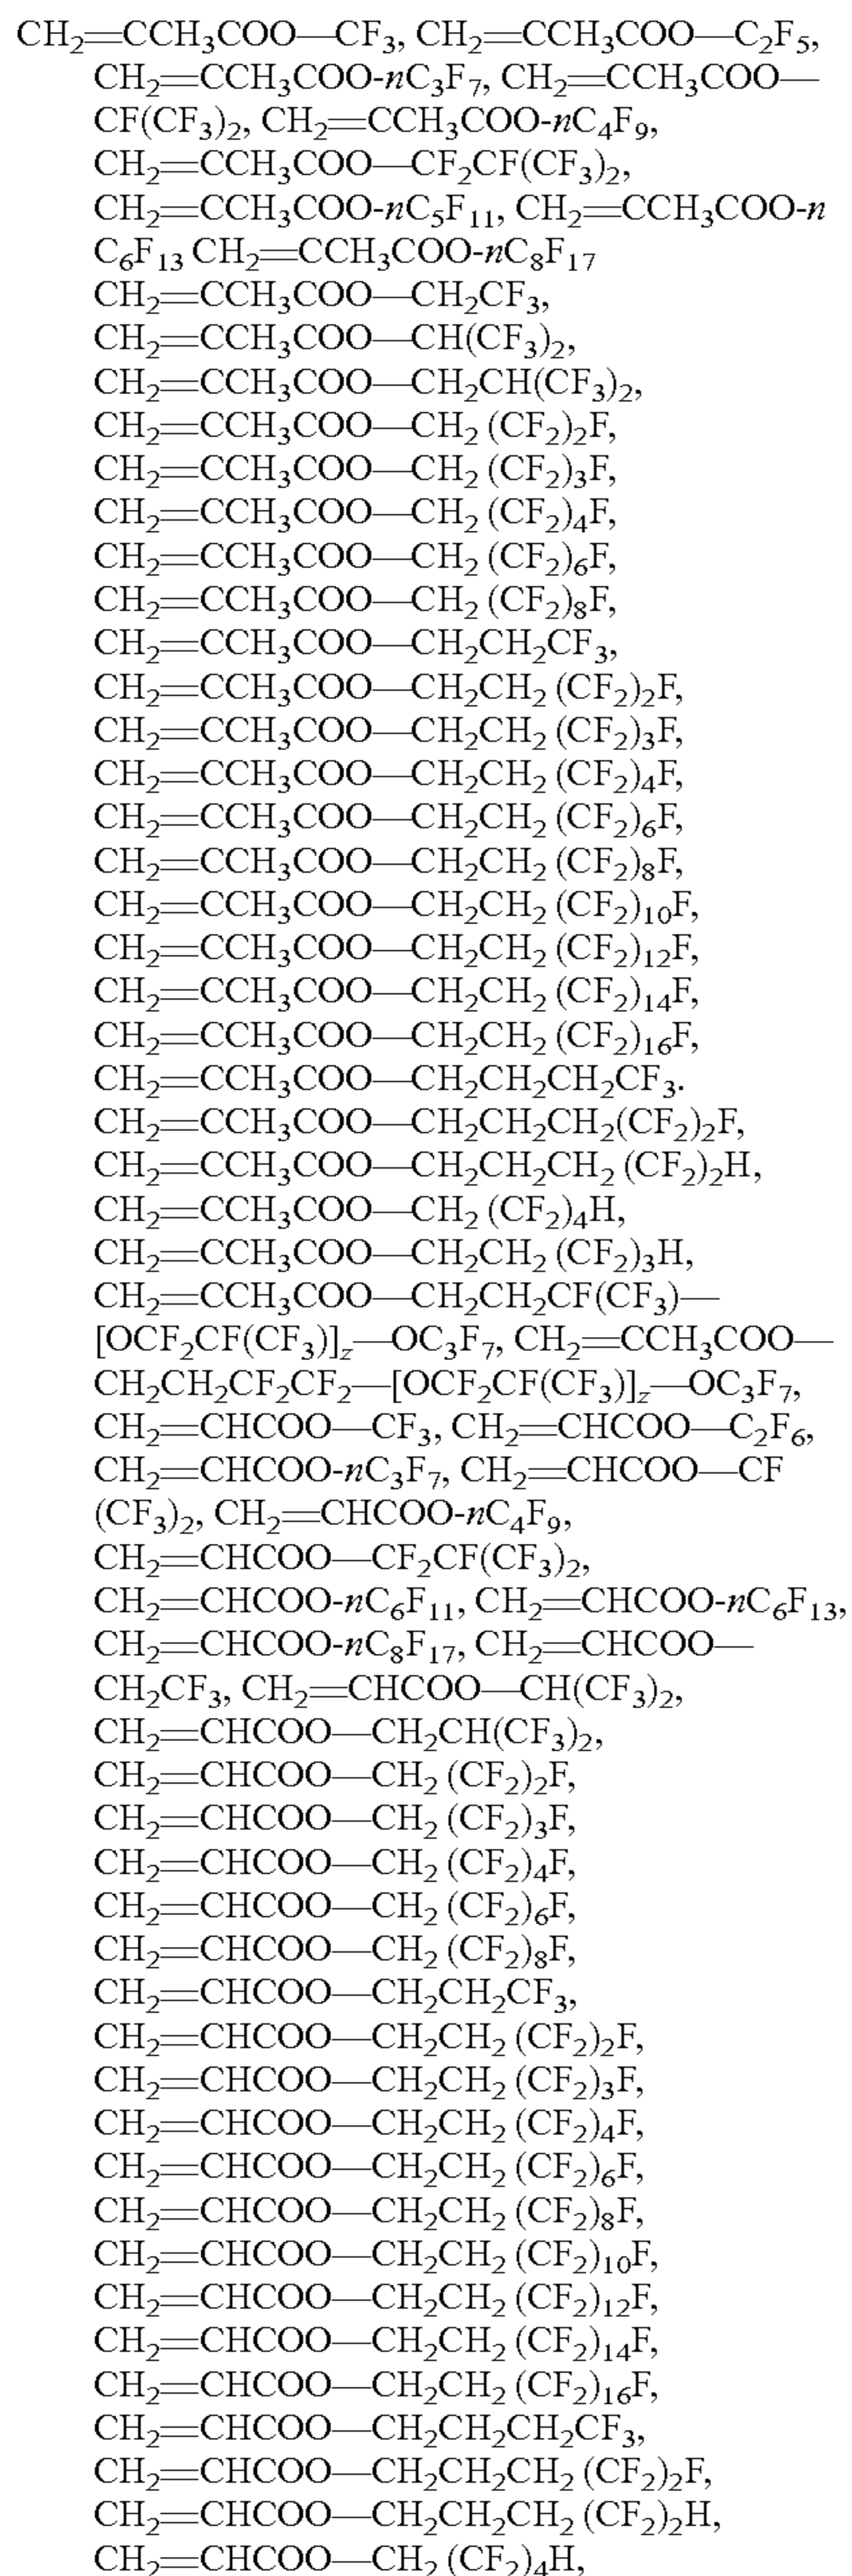 CH₂═CCH₃COO—CF₃, CH₂═CCH₃COO—C₂F₅,
CH₂═CCH₃COO-nC₃F₇, CH₂═CCH₃COO—
CF(CF₃)₂, CH₂═CCH₃COO-nC₄F₉,
CH₂═CCH₃COO—CF₂CF(CF₃)₂,
CH₂═CCH₃COO-nC₅F₁₁, CH₂═CCH₃COO-n
C₆F₁₃ CH₂═CCH₃COO-nC₈F₁₇
CH₂═CCH₃COO—CH₂CF₃,
CH₂═CCH₃COO—CH(CF₃)₂,
CH₂═CCH₃COO—CH₂CH(CF₃)₂,
CH₂═CCH₃COO—CH₂ (CF₂)₂F,
CH₂═CCH₃COO—CH₂ (CF₂)₃F,
CH₂═CCH₃COO—CH₂ (CF₂)₄F,
CH₂═CCH₃COO—CH₂ (CF₂)₆F,
CH₂═CCH₃COO—CH₂ (CF₂)₈F,
CH₂═CCH₃COO—CH₂CH₂CF₃,
CH₂═CCH₃COO—CH₂CH₂ (CF₂)₂F,
CH₂═CCH₃COO—CH₂CH₂ (CF₂)₃F,
CH₂═CCH₃COO—CH₂CH₂ (CF₂)₄F,
CH₂═CCH₃COO—CH₂CH₂ (CF₂)₆F,
CH₂═CCH₃COO—CH₂CH₂ (CF₂)₈F,
CH₂═CCH₃COO—CH₂CH₂ (CF₂)₁₀F,
CH₂═CCH₃COO—CH₂CH₂ (CF₂)₁₂F,
CH₂═CCH₃COO—CH₂CH₂ (CF₂)₁₄F,
CH₂═CCH₃COO—CH₂CH₂ (CF₂)₁₆F,
CH₂═CCH₃COO—CH₂CH₂CH₂CF₃.
CH₂═CCH₃COO—CH₂CH₂CH₂(CF₂)₂F,
CH₂═CCH₃COO—CH₂CH₂CH₂ (CF₂)₂H,
CH₂═CCH₃COO—CH₂ (CF₂)₄H,
CH₂═CCH₃COO—CH₂CH₂ (CF₂)₃H,
CH₂═CCH₃COO—CH₂CH₂CF(CF₃)—
[OCF₂CF(CF₃)]z—OC₃F₇, CH₂═CCH₃COO—
CH₂CH₂CF₂CF₂—[OCF₂CF(CF₃)]z—OC₃F₇,
CH₂═CHCOO—CF₃, CH₂═CHCOO—C₂F₆,
CH₂═CHCOO-nC₃F₇, CH₂═CHCOO—CF
(CF₃)₂, CH₂═CHCOO-nC₄F₉,
CH₂═CHCOO—CF₂CF(CF₃)₂,
CH₂═CHCOO-nC₆F₁₁, CH₂═CHCOO-nC₆F₁₃,
CH₂═CHCOO-nC₈F₁₇, CH₂═CHCOO—
CH₂CF₃, CH₂═CHCOO—CH(CF₃)₂,
CH₂═CHCOO—CH₂CH(CF₃)₂,
CH₂═CHCOO—CH₂ (CF₂)₂F,
CH₂═CHCOO—CH₂ (CF₂)₃F,
CH₂═CHCOO—CH₂ (CF₂)₄F,
CH₂═CHCOO—CH₂ (CF₂)₆F,
CH₂═CHCOO—CH₂ (CF₂)₈F,
CH₂═CHCOO—CH₂CH₂CF₃,
CH₂═CHCOO—CH₂CH₂ (CF₂)₂F,
CH₂═CHCOO—CH₂CH₂ (CF₂)₃F,
CH₂═CHCOO—CH₂CH₂ (CF₂)₄F,
CH₂═CHCOO—CH₂CH₂ (CF₂)₆F,
CH₂═CHCOO—CH₂CH₂ (CF₂)₈F,
CH₂═CHCOO—CH₂CH₂ (CF₂)₁₀F,
CH₂═CHCOO—CH₂CH₂ (CF₂)₁₂F,
CH₂═CHCOO—CH₂CH₂ (CF₂)₁₄F,
CH₂═CHCOO—CH₂CH₂ (CF₂)₁₆F,
CH₂═CHCOO—CH₂CH₂CH₂CF₃,
CH₂═CHCOO—CH₂CH₂CH₂ (CF₂)₂F,
CH₂═CHCOO—CH₂CH₂CH₂ (CF₂)₂H,
CH₂═CHCOO—CH₂ (CF₂)₄H,